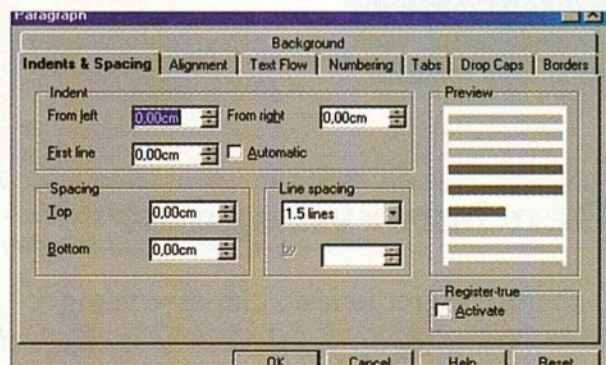 Paragraph
Background
Indents & Spacing Alignment Text Flow Numbering Tabs Drop Caps Borders
Indent Preview
From left 0,00cm From right 0,00cm
First line 0,00cm Automatic
Spacing Line spacing
Top 0,00cm 1.5 lines
Bottom 0,00cm by
Register-true
Activate
OK Cancel Help Reset